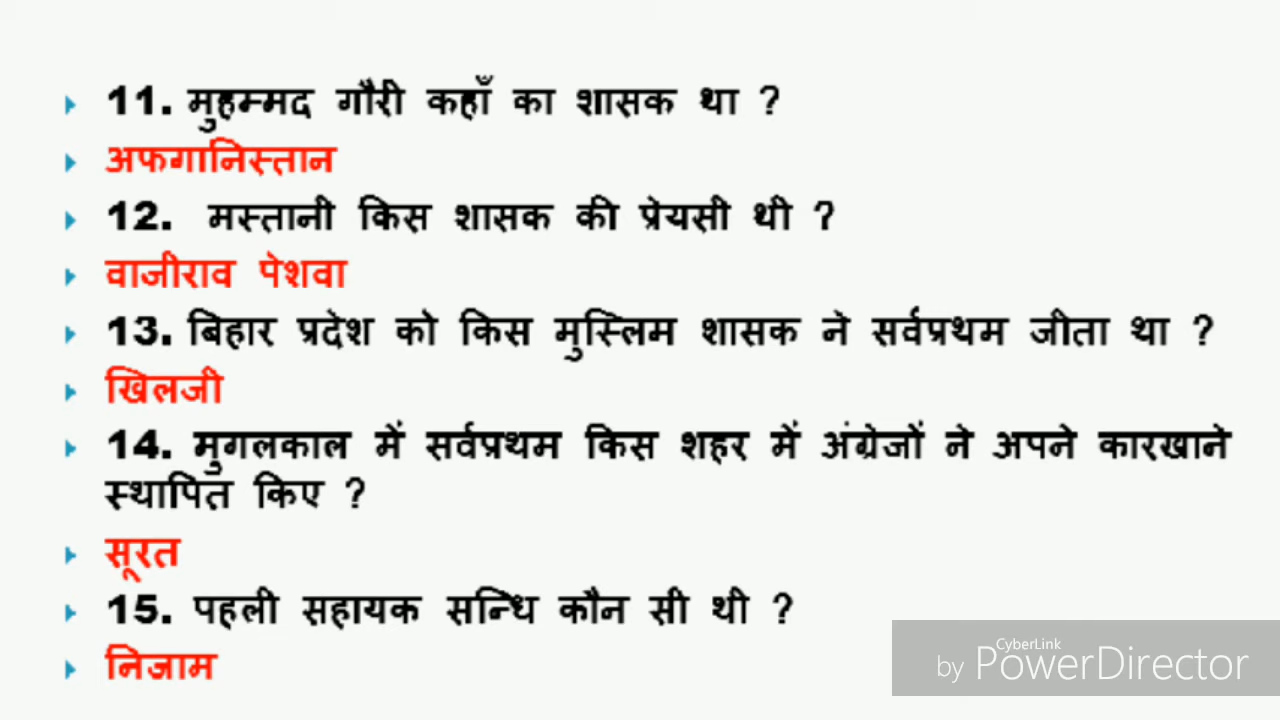 11. मुहम्मद गौरी कहाँ का शासक था ?
अफगानिस्तान
12. मस्तानी किस शासक की प्रेयसी थी ?
वाजीराव पेशवा
13. बिहार प्रदेश को किस मुस्लिम शासक ने सर्वप्रथम जीता था ?
खिलजी
14. मुगलकाल में सर्वप्रथम किस शहर में अंग्रेजों ने अपने कारखाने
स्थापित किए ?
सूरत
15. पहली सहायक सन्धि कौन सी थी ?
निजाम
CyberLink
by PowerDirector